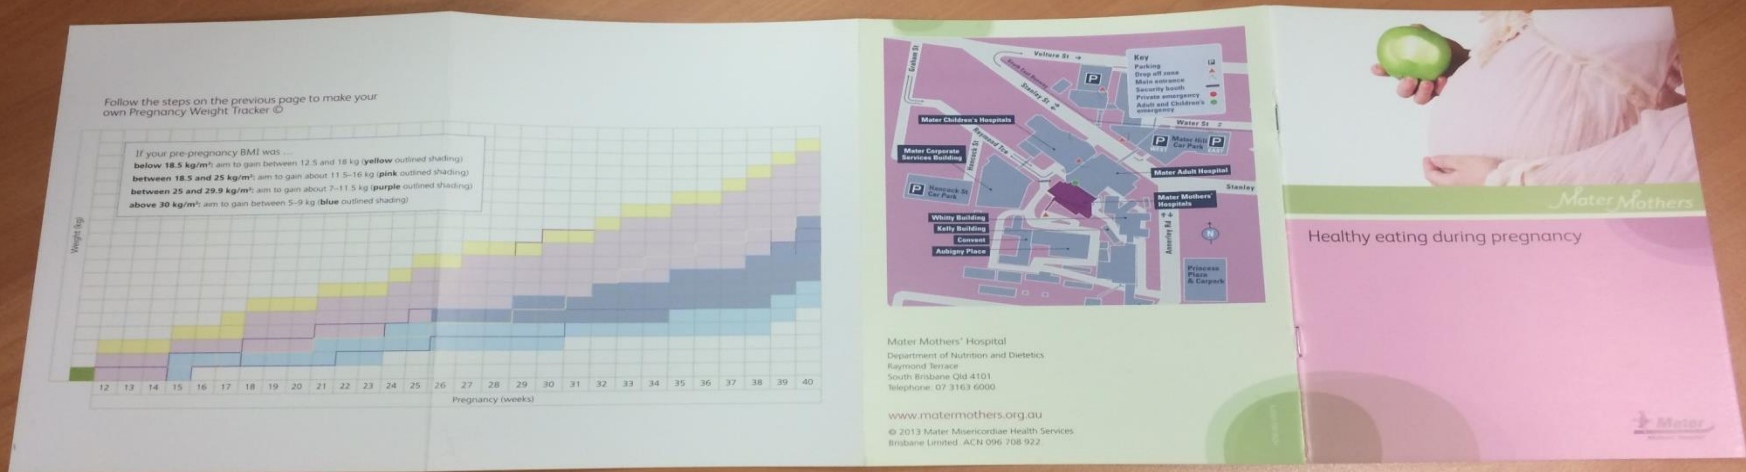 Follow the steps on the previous page to make your
own Pregnancy Weight Tracker ©
If your pre-pregnancy BMI was ...
below 18.5 kg/m²: aim to gain between 12.5 and 18 kg (yellow outlined shading)
between 18.5 and 25 kg/m²: aim to gain about 11.5–16 kg (pink outlined shading)
between 25 and 29.9 kg/m²: aim to gain about 7–11.5 kg (purple outlined shading)
above 30 kg/m²: aim to gain between 5–9 kg (blue outlined shading)
Weight (kg)
12 13 14 15 16 17 18 19 20 21 22 23 24 25 26 27 28 29 30 31 32 33 34 35 36 37 38 39 40
Pregnancy (weeks)
Graham St
Vulture St
Stanley St
Key
Parking
Drop off zone
Main entrance
Security booth
Private emergency
Adult and Children's
emergency
P
Mater Children's Hospitals
Raymond Tce
Hancock St
Water St
P
WEST
Mater Hill
Car Park
P
EAST
Mater Corporate
Services Building
Mater Adult Hospital
P
Hancock St
Car Park
Stanley
Mater Mothers'
Hospitals
Whitty Building
Kelly Building
Convent
Aubigny Place
Annerley Rd
N
Princess
Plaza
& Carpark
Mater Mothers' Hospital
Department of Nutrition and Dietetics
Raymond Terrace
South Brisbane Qld 4101
Telephone: 07 3163 6000
www.matermothers.org.au
© 2013 Mater Misericordiae Health Services
Brisbane Limited. ACN 096 708 922
Mater Mothers
Healthy eating during pregnancy
Mater